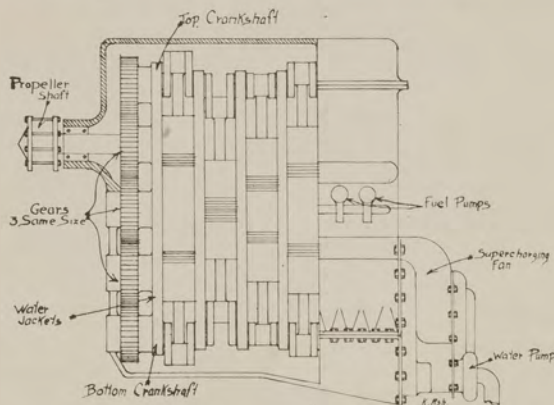 Top Crankshaft
Propeller
Shaft
Gears
3, Same Size
Fuel Pumps
Supercharging
Fan
Water
Jackets
Water Pump
Bottom Crankshaft